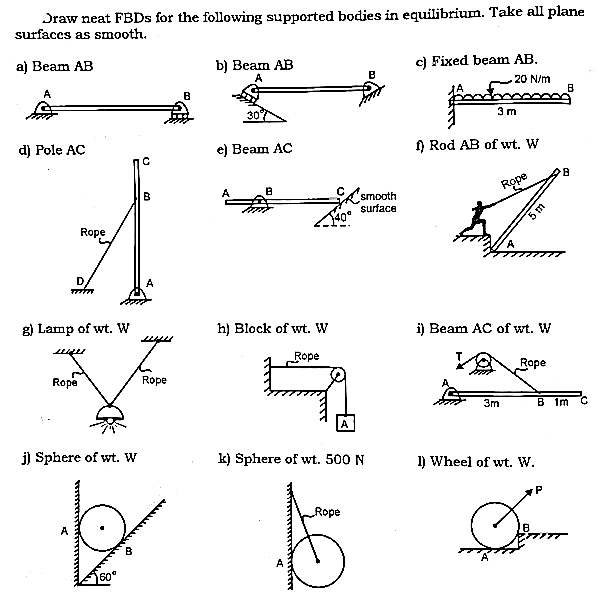 Draw neat FBDs for the following supported bodies in equilibrium. Take all plane
surfaces as smooth.
a) Beam AB
b) Beam AB
c) Fixed beam AB.
A
B
A
B
30°
A
20 N/m
B
3 m
d) Pole AC
e) Beam AC
f) Rod AB of wt. W
C
B
Rope
D
A
A
B
C
smooth
surface
40°
Rope
B
5 m
A
g) Lamp of wt. W
h) Block of wt. W
i) Beam AC of wt. W
Rope
Rope
Rope
A
T
Rope
A
3m
B
1m
C
j) Sphere of wt. W
k) Sphere of wt. 500 N
l) Wheel of wt. W.
A
B
60°
Rope
A
P
B
A